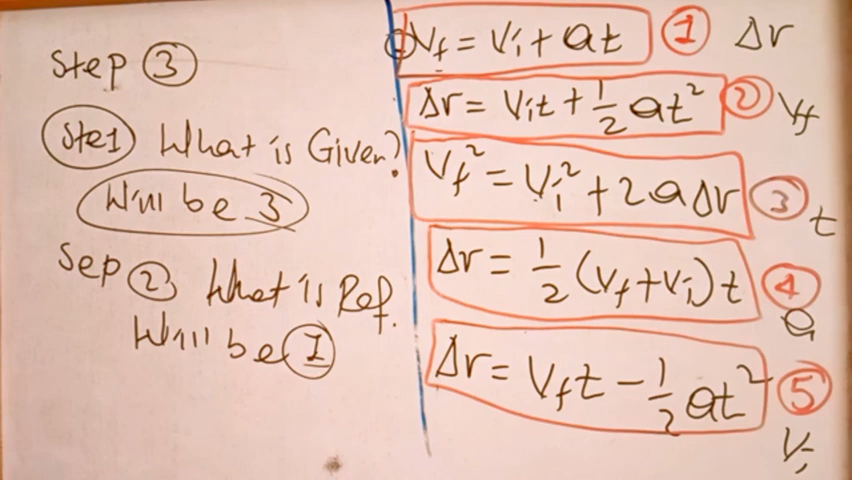 Step ③
Ste1 What is Given?
Will be 3
Sep ② What is Ref.
Will be 1
Vf = Vi + at ① Δr
Δr = Vit + 1/2 at² ② Vf
Vf² = Vi² + 2aΔr ③ t
Δr = 1/2 (Vf + Vi) t ④ a
Δr = Vft - 1/2 at² ⑤ Vi